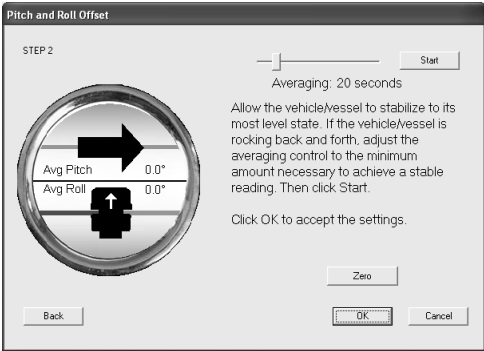 Pitch and Roll Offset
STEP 2
Start
Averaging: 20 seconds
Allow the vehicle/vessel to stabilize to its
most level state. If the vehicle/vessel is
rocking back and forth, adjust the
averaging control to the minimum
amount necessary to achieve a stable
reading. Then click Start.
Avg Pitch 0.0°
Avg Roll 0.0°
Click OK to accept the settings.
Zero
Back
OK
Cancel